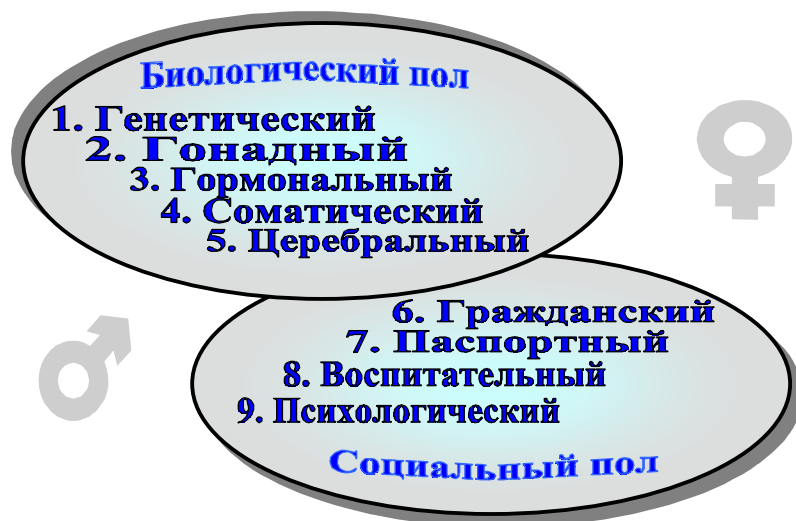 Биологический пол
1. Генетический
2. Гонадный
3. Гормональный
4. Соматический
5. Церебральный
6. Гражданский
7. Паспортный
8. Воспитательный
9. Психологический
Социальный пол